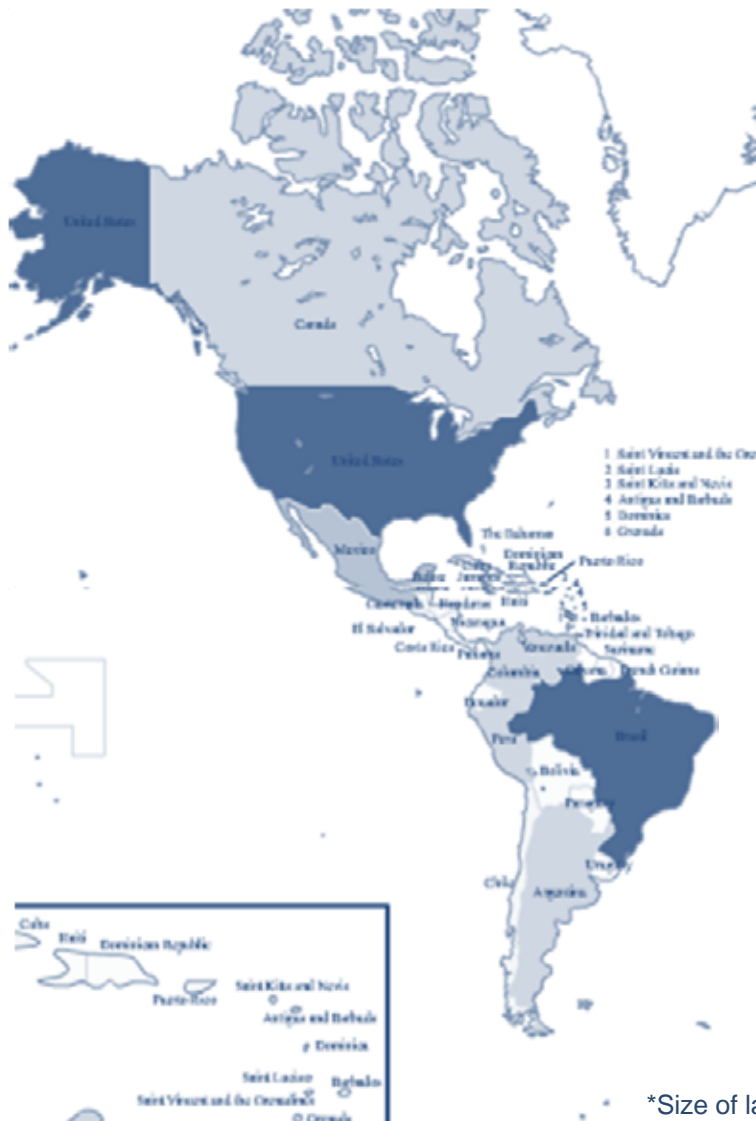 United States
Canada
United States
1 Saint Vincent and the Gre
2 Saint Lucia
3 Saint Kitts and Nevis
4 Antigua and Barbuda
5 Dominica
6 Grenada
The Bahamas
Mexico
Cuba
Dominican
Republic
Puerto Rico
Belize
Jamaica
Haiti
Guatemala
Honduras
Nicaragua
El Salvador
Barbados
Trinidad and Tobago
Costa Rica
Panama
Venezuela
Suriname
Colombia
Guyana
French Guiana
Ecuador
Peru
Brazil
Bolivia
Paraguay
Uruguay
Chile
Argentina
Cuba
Haiti
Dominican Republic
Puerto Rico
Saint Kitts and Nevis
Antigua and Barbuda
Dominica
Saint Lucia
Barbados
Saint Vincent and the Grenadines
Grenada
*Size of la